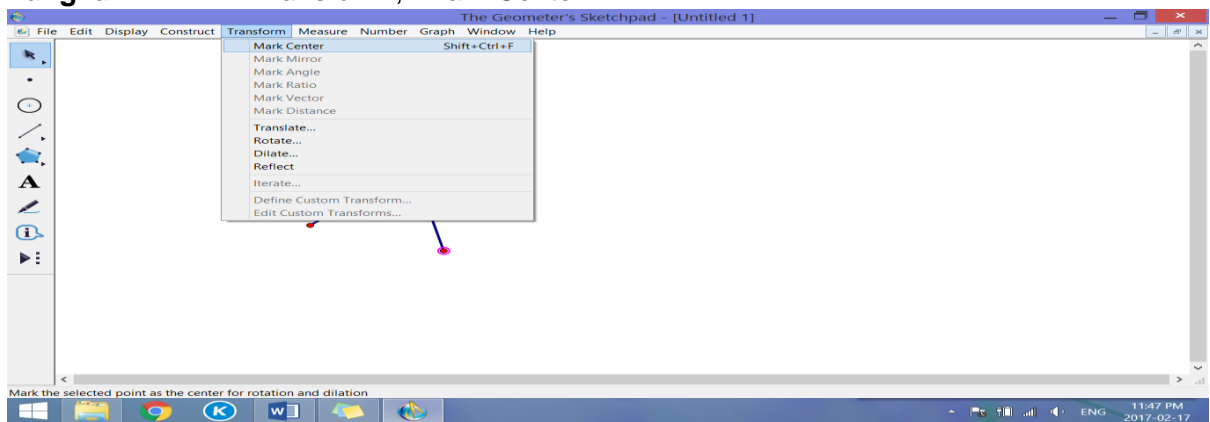 The Geometer's Sketchpad - [Untitled 1]
File Edit Display Construct Transform Measure Number Graph Window Help
Mark Center Shift+Ctrl+F
Mark Mirror
Mark Angle
Mark Ratio
Mark Vector
Mark Distance
Translate...
Rotate...
Dilate...
Reflect
Iterate...
Define Custom Transform...
Edit Custom Transforms...
A
Mark the selected point as the center for rotation and dilation
ENG
11:47 PM
2017-02-17